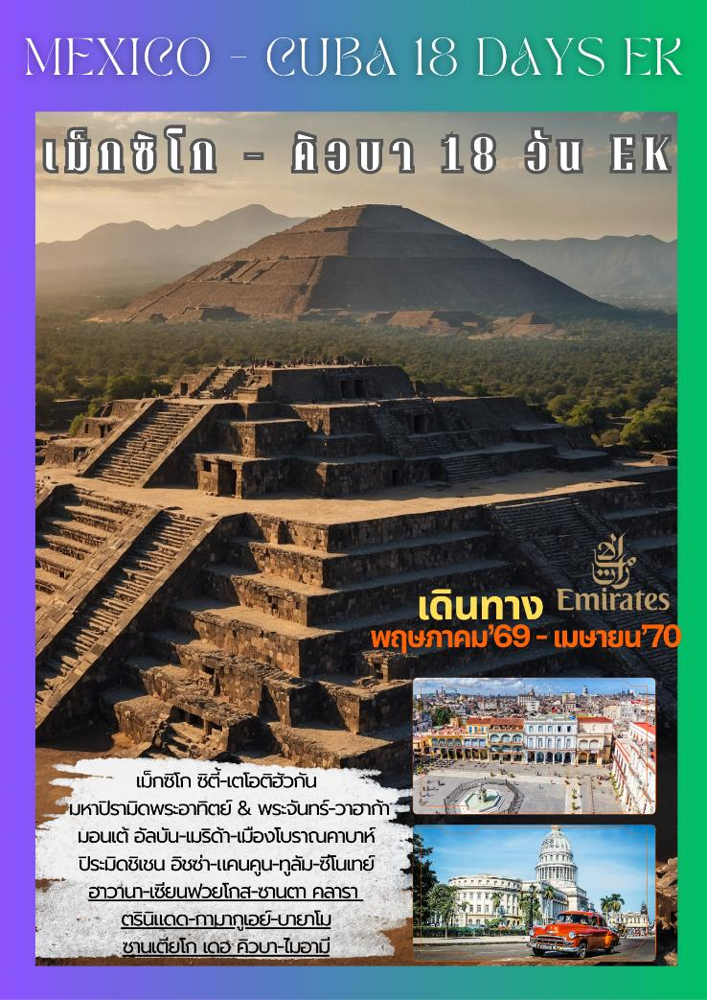 MEXICO - CUBA 18 DAYS EK
เม็กซิโก - คิวบา 18 วัน EK
Emirates
เดินทาง
พฤษภาคม'69 - เมษายน'70
เม็กซิโก ซิตี้-เตโอติฮัวกัน
มหาปิรามิดพระอาทิตย์ & พระจันทร์-วาฮาก้า
มอนเต้ อัลบัน-เมริด้า-เมืองโบราณคาบาห์
ปิระมิดชิเชน อิชซ่า-แคนคูน-ทูลัม-ซีโนเทย์
ฮาวานา-เซียนฟวยโกส-ซานตา คลารา
ตรินิแดด-กามากูเอย์-บายาโม
ซานเตียโก เดอ คิวบา-ไมอามี่